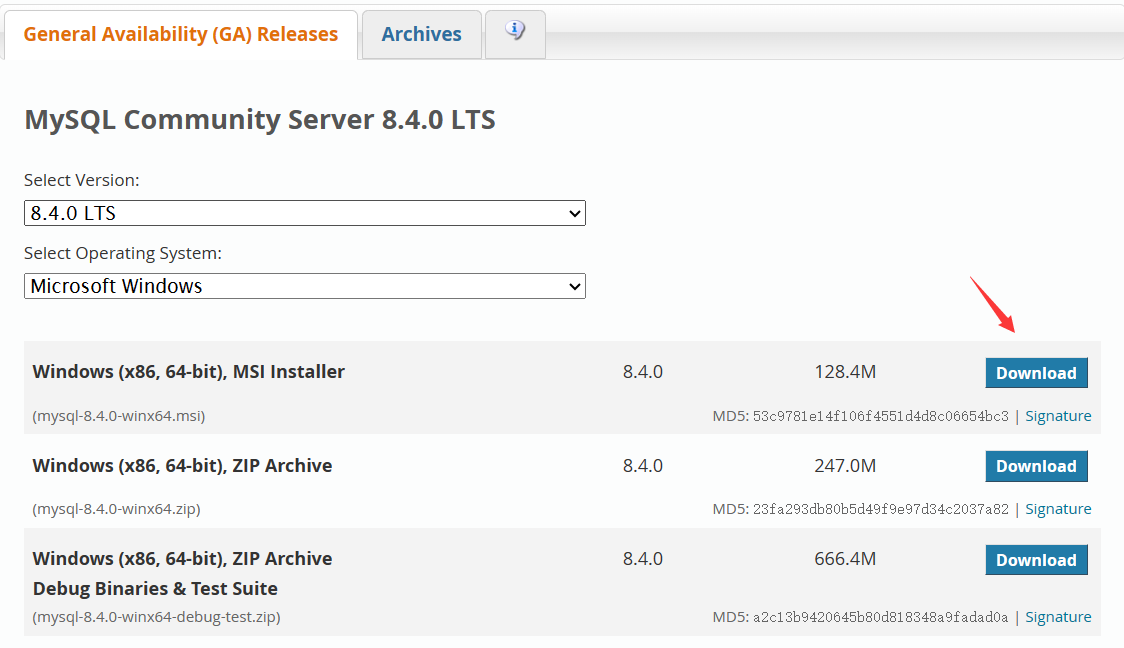 General Availability (GA) Releases
Archives
MySQL Community Server 8.4.0 LTS
Select Version:
8.4.0 LTS
Select Operating System:
Microsoft Windows
Windows (x86, 64-bit), MSI Installer 8.4.0 128.4M Download
(mysql-8.4.0-winx64.msi) MD5: 53c9781e14f106f4551d4d8c06654bc3 | Signature
Windows (x86, 64-bit), ZIP Archive 8.4.0 247.0M Download
(mysql-8.4.0-winx64.zip) MD5: 23fa293db80b5d49f9e97d34c2037a82 | Signature
Windows (x86, 64-bit), ZIP Archive 8.4.0 666.4M Download
Debug Binaries & Test Suite
(mysql-8.4.0-winx64-debug-test.zip) MD5: a2c13b9420645b80d818348a9fadad0a | Signature